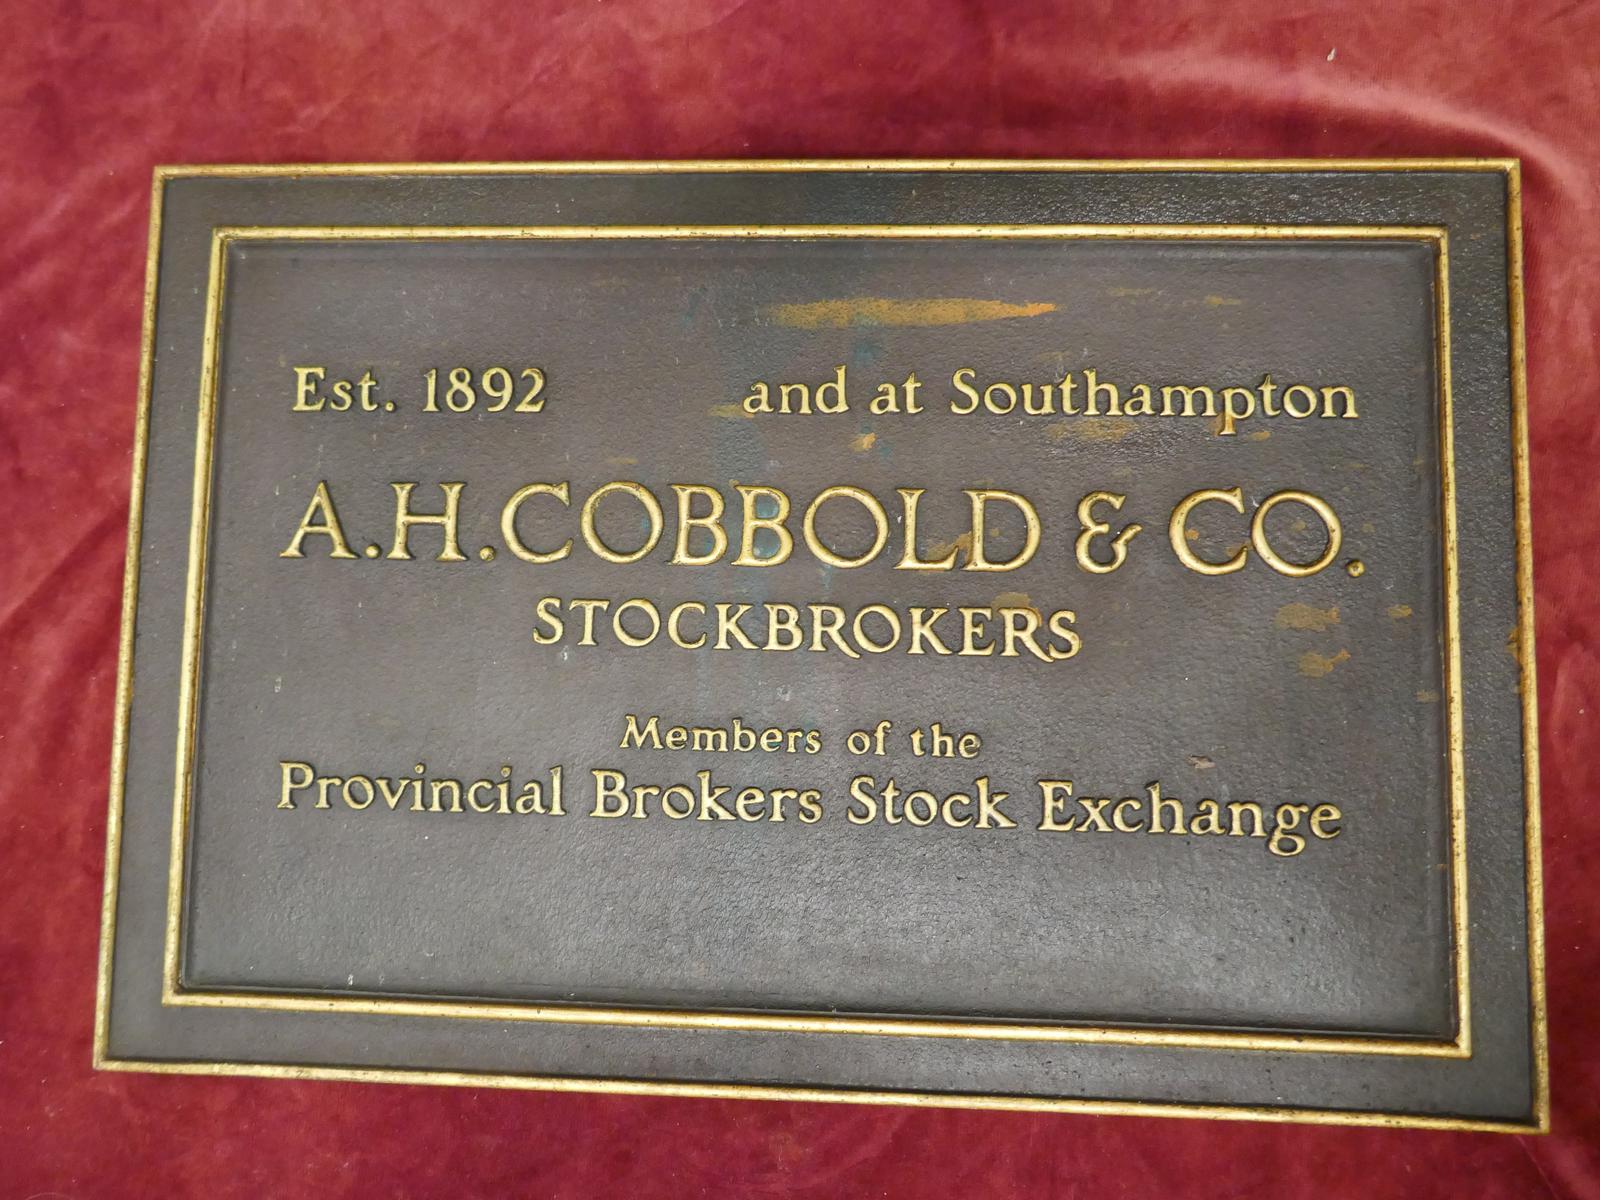 Est. 1892 and at Southampton
A.H.COBBOLD & CO.
STOCKBROKERS
Members of the
Provincial Brokers Stock Exchange